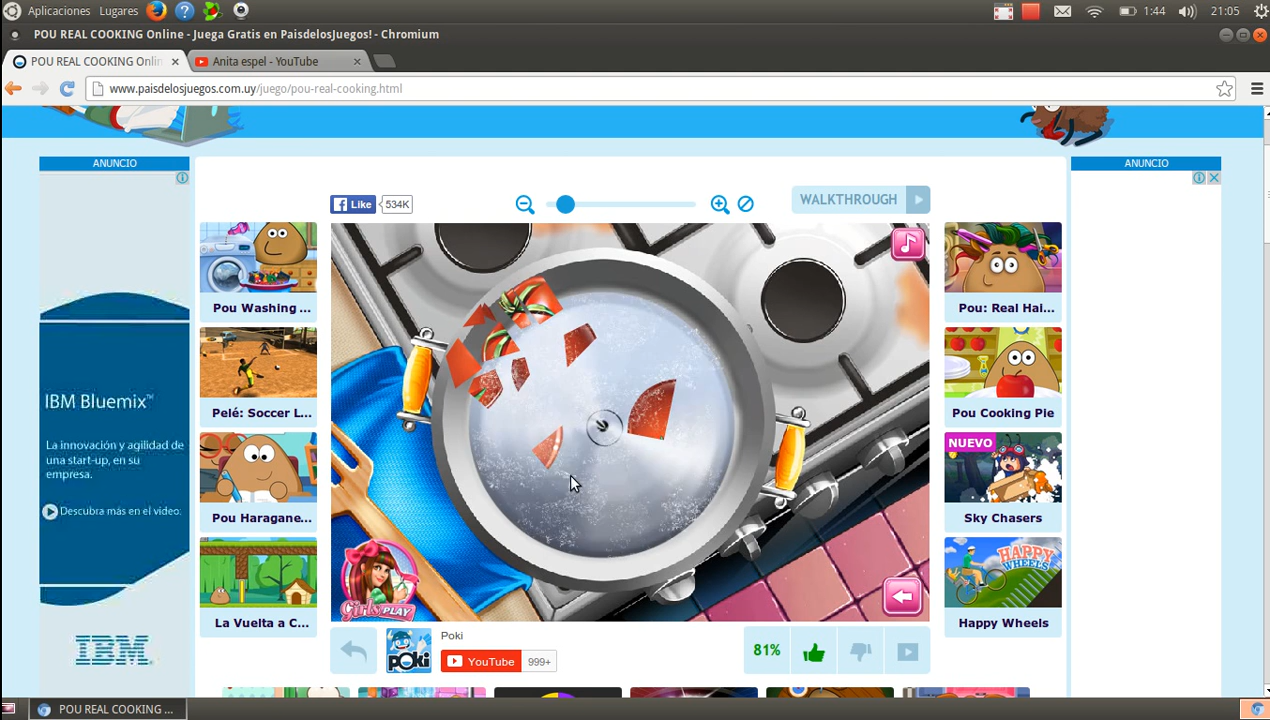 Aplicaciones Lugares
1:44
21:05
POU REAL COOKING Online - Juega Gratis en PaisdelosJuegos! - Chromium
POU REAL COOKING Onlin
Anita espel - YouTube
www.paisdelosjuegos.com.uy/juego/pou-real-cooking.html
ANUNCIO
ANUNCIO
Like
534K
WALKTHROUGH
Pou Washing ...
Pou: Real Hai...
IBM Bluemix™
La innovación y agilidad de
una start-up, en su
empresa.
Descubra más en el video.
IBM.
Pelé: Soccer L...
Pou Cooking Pie
NUEVO
Pou Haragane...
Sky Chasers
HAPPY
WHEELS
La Vuelta a C...
Happy Wheels
Girls PLAY
POKI
Poki
YouTube
999+
81%
POU REAL COOKING ...